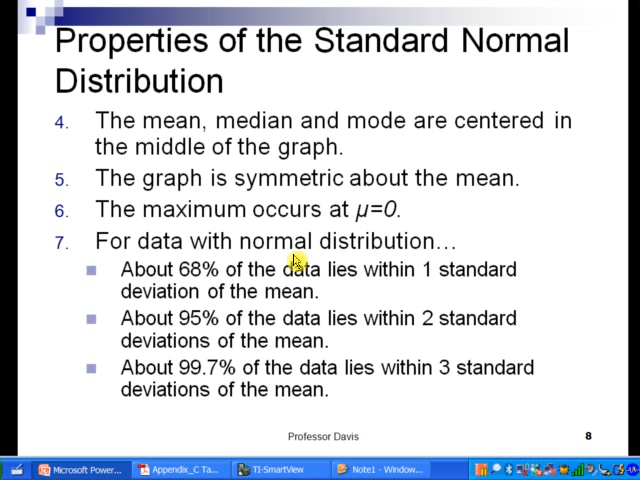 Properties of the Standard Normal
Distribution
4. The mean, median and mode are centered in
the middle of the graph.
5. The graph is symmetric about the mean.
6. The maximum occurs at μ=0.
7. For data with normal distribution…
■ About 68% of the data lies within 1 standard
deviation of the mean.
■ About 95% of the data lies within 2 standard
deviations of the mean.
■ About 99.7% of the data lies within 3 standard
deviations of the mean.
Professor Davis 8
Microsoft Power... Appendix_C Ta... TI-SmartView Note1 - Window...